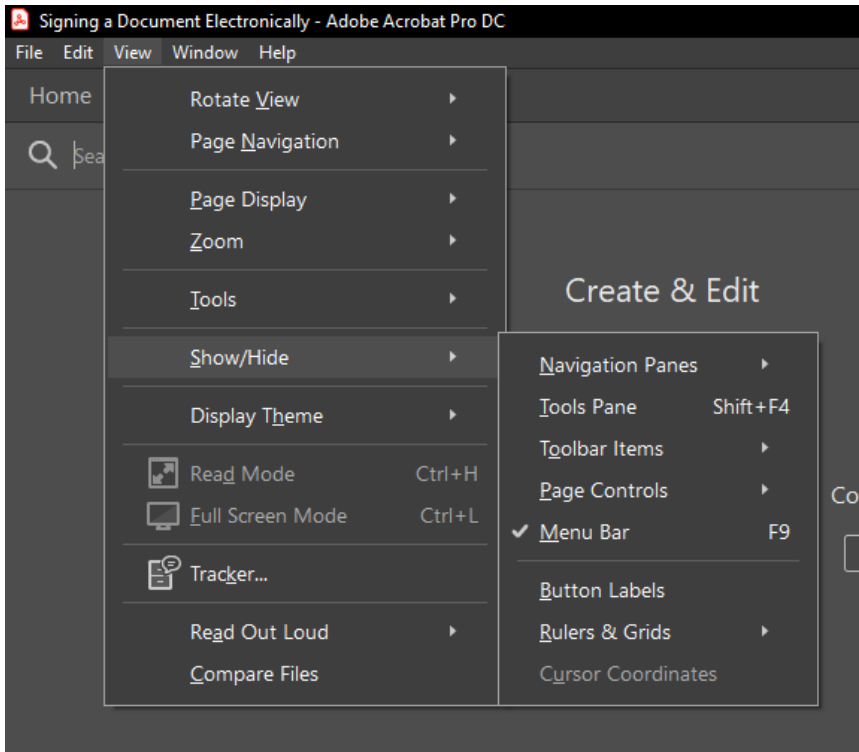 Signing a Document Electronically - Adobe Acrobat Pro DC
File Edit View Window Help
Home
Rotate View
Page Navigation
Page Display
Zoom
Create & Edit
Tools
Show/Hide
Navigation Panes
Tools Pane Shift+F4
Display Theme
Toolbar Items
Read Mode Ctrl+H
Page Controls
Full Screen Mode Ctrl+L
Menu Bar F9
Tracker...
Button Labels
Read Out Loud
Rulers & Grids
Compare Files
Cursor Coordinates